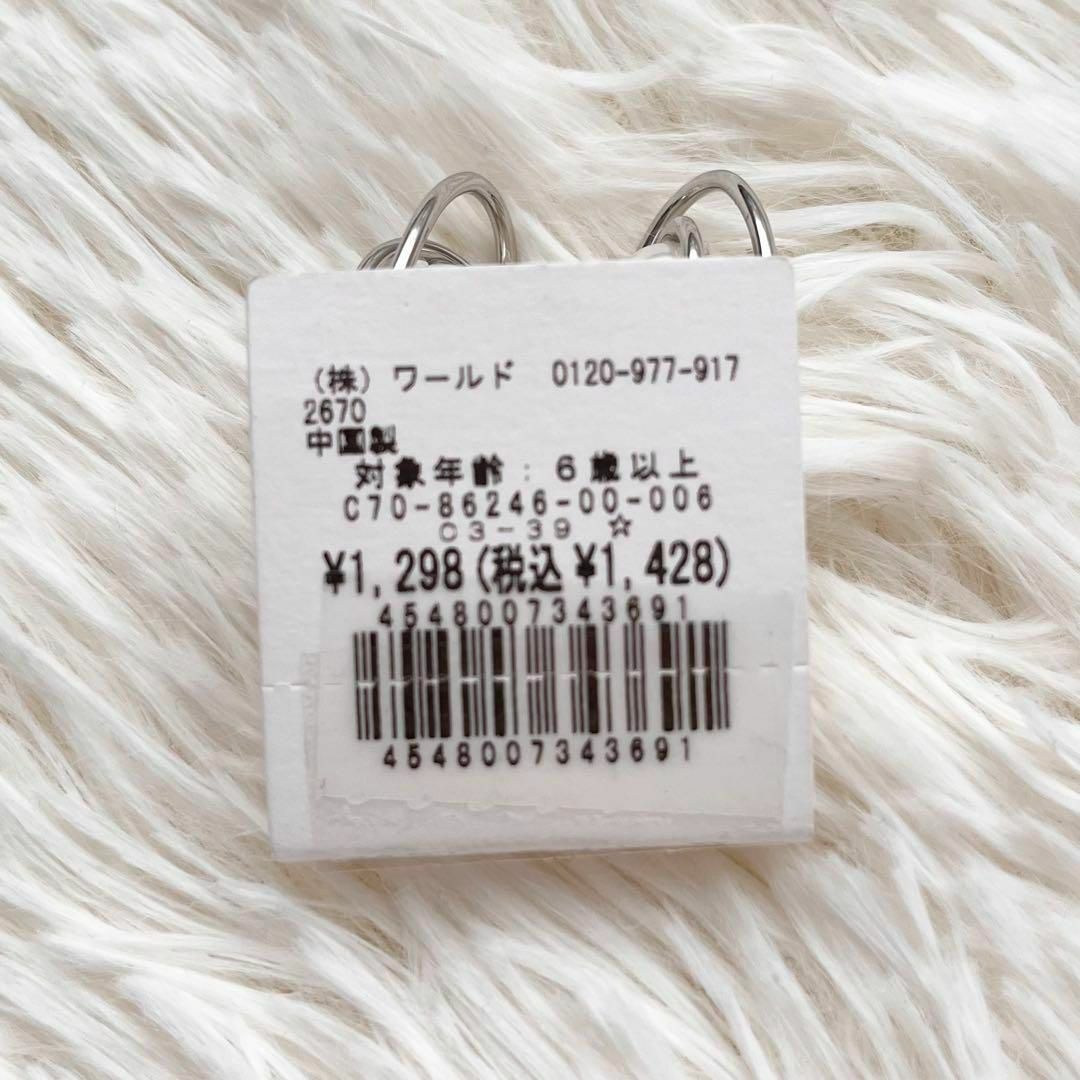 (株)ワールド 0120-977-917
2670
中国製
対象年齢：6歳以上
C70-86246-00-006
C3-39 ☆
¥1,298(税込¥1,428)
4548007343691
4548007343691